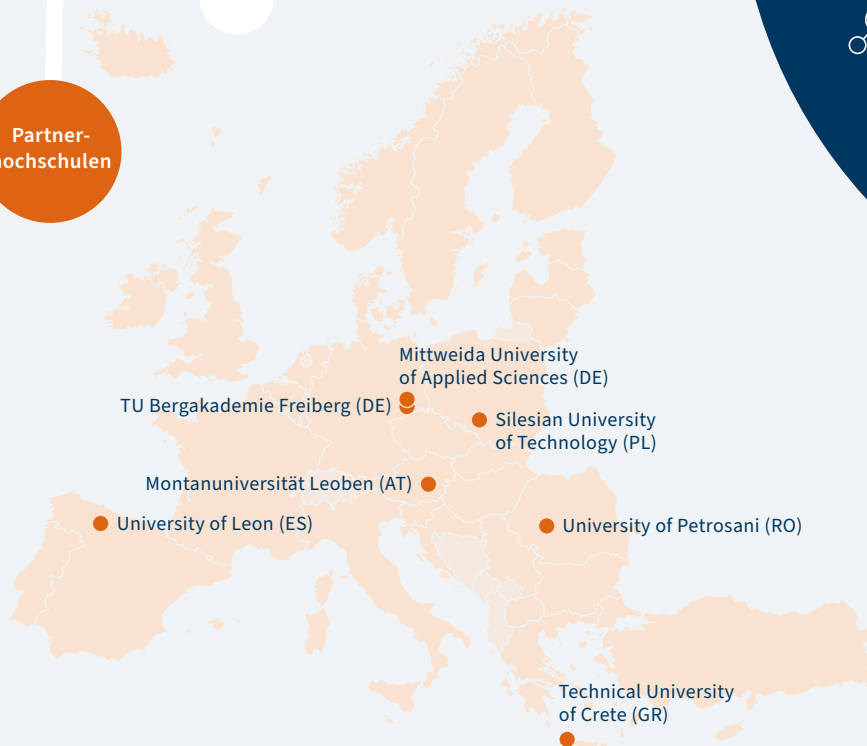 Partner-
hochschulen
Mittweida University
of Applied Sciences (DE)
TU Bergakademie Freiberg (DE)
Silesian University
of Technology (PL)
Montanuniversität Leoben (AT)
University of Leon (ES)
University of Petrosani (RO)
Technical University
of Crete (GR)